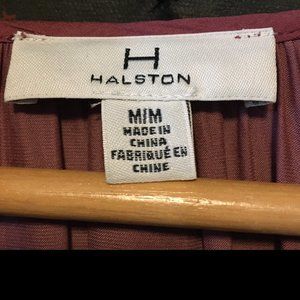 H
HALSTON
M/M
MADE IN
CHINA
FABRIQUÉ EN
CHINE